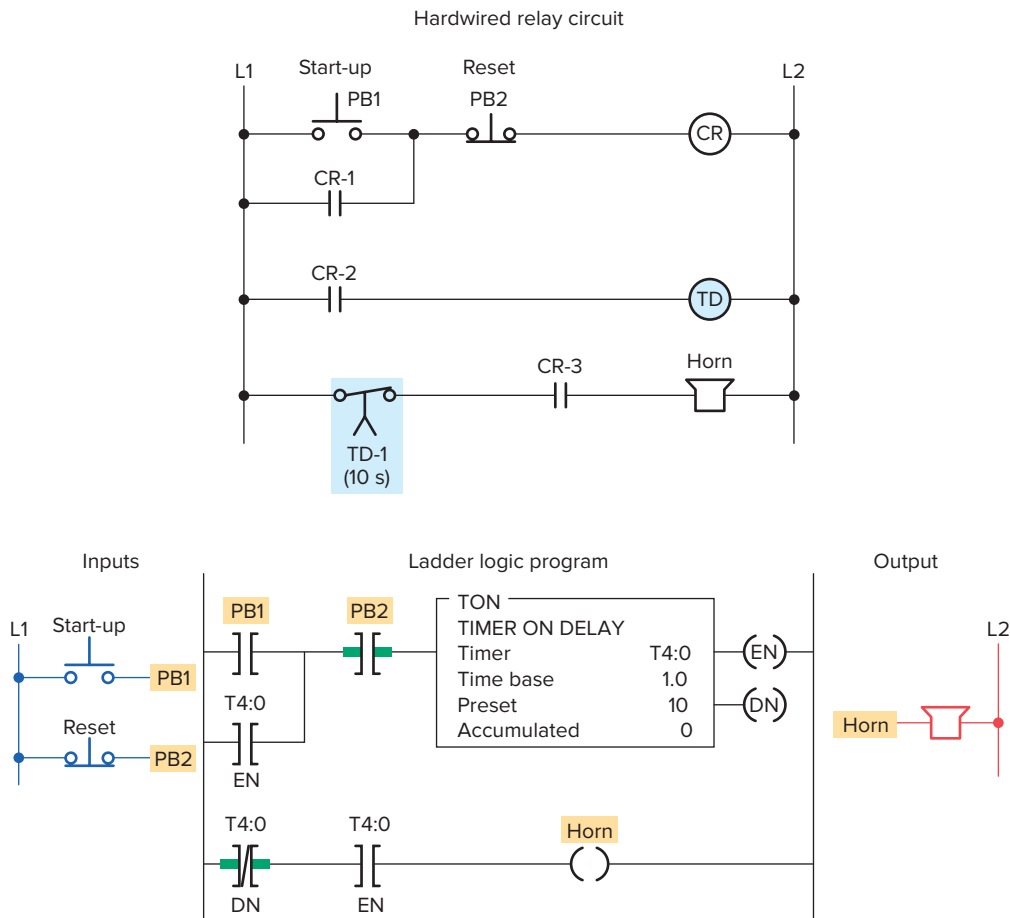 Hardwired relay circuit
L1
Start-up
PB1
Reset
PB2
L2
CR
CR-1
CR-2
TD
TD-1
(10 s)
CR-3
Horn
Inputs
Ladder logic program
Output
L1
Start-up
PB1
Reset
PB2
PB1
PB2
T4:0
EN
TON
TIMER ON DELAY
Timer T4:0
Time base 1.0
Preset 10
Accumulated 0
EN
DN
T4:0
DN
T4:0
EN
Horn
L2
Horn